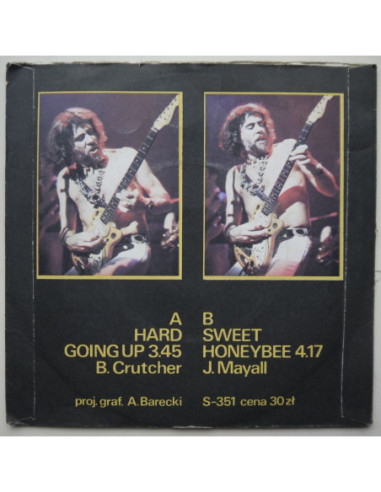 A
HARD
GOING UP 3.45
B. Crutcher
B
SWEET
HONEYBEE 4.17
J. Mayall
proj. graf. A. Barecki
S-351 cena 30 zł